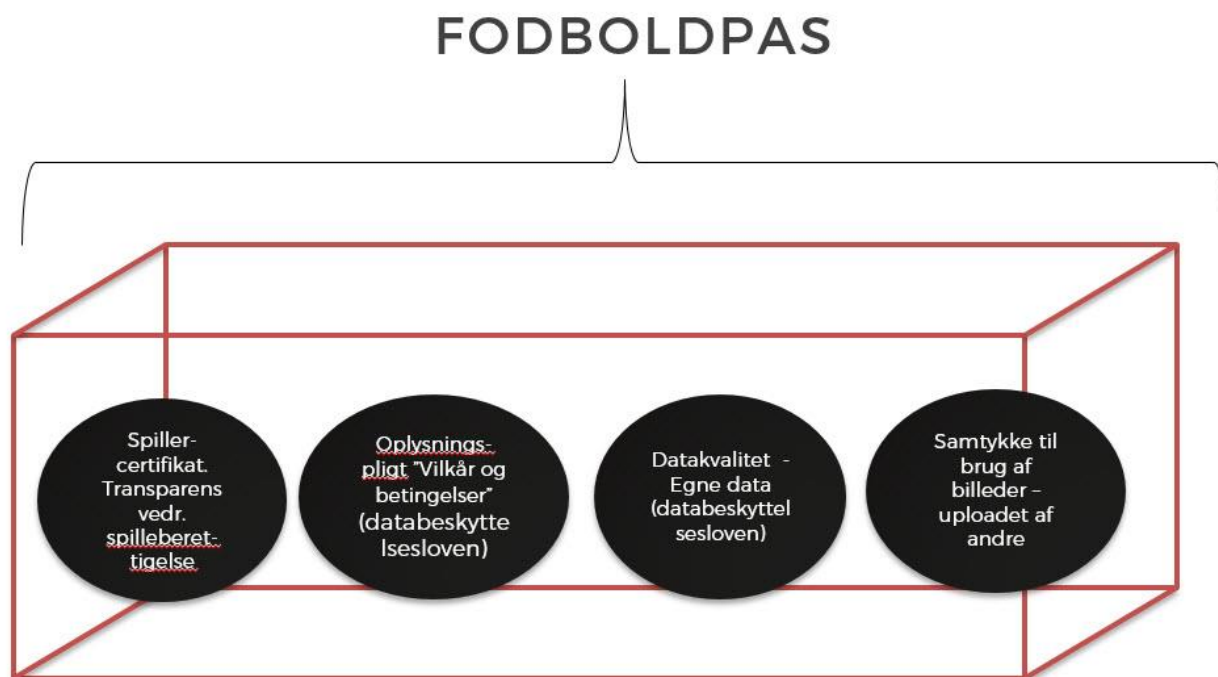 FODBOLDPAS
Spiller-
certifikat.
Transparens
vedr.
spilleberet-
tigelse
Oplysnings-
pligt "Vilkår og
betingelser"
(databeskytte
lsesloven)
Datakvalitet -
Egne data
(databeskyttel
sesloven)
Samtykke til
brug af
billeder –
uploadet af
andre